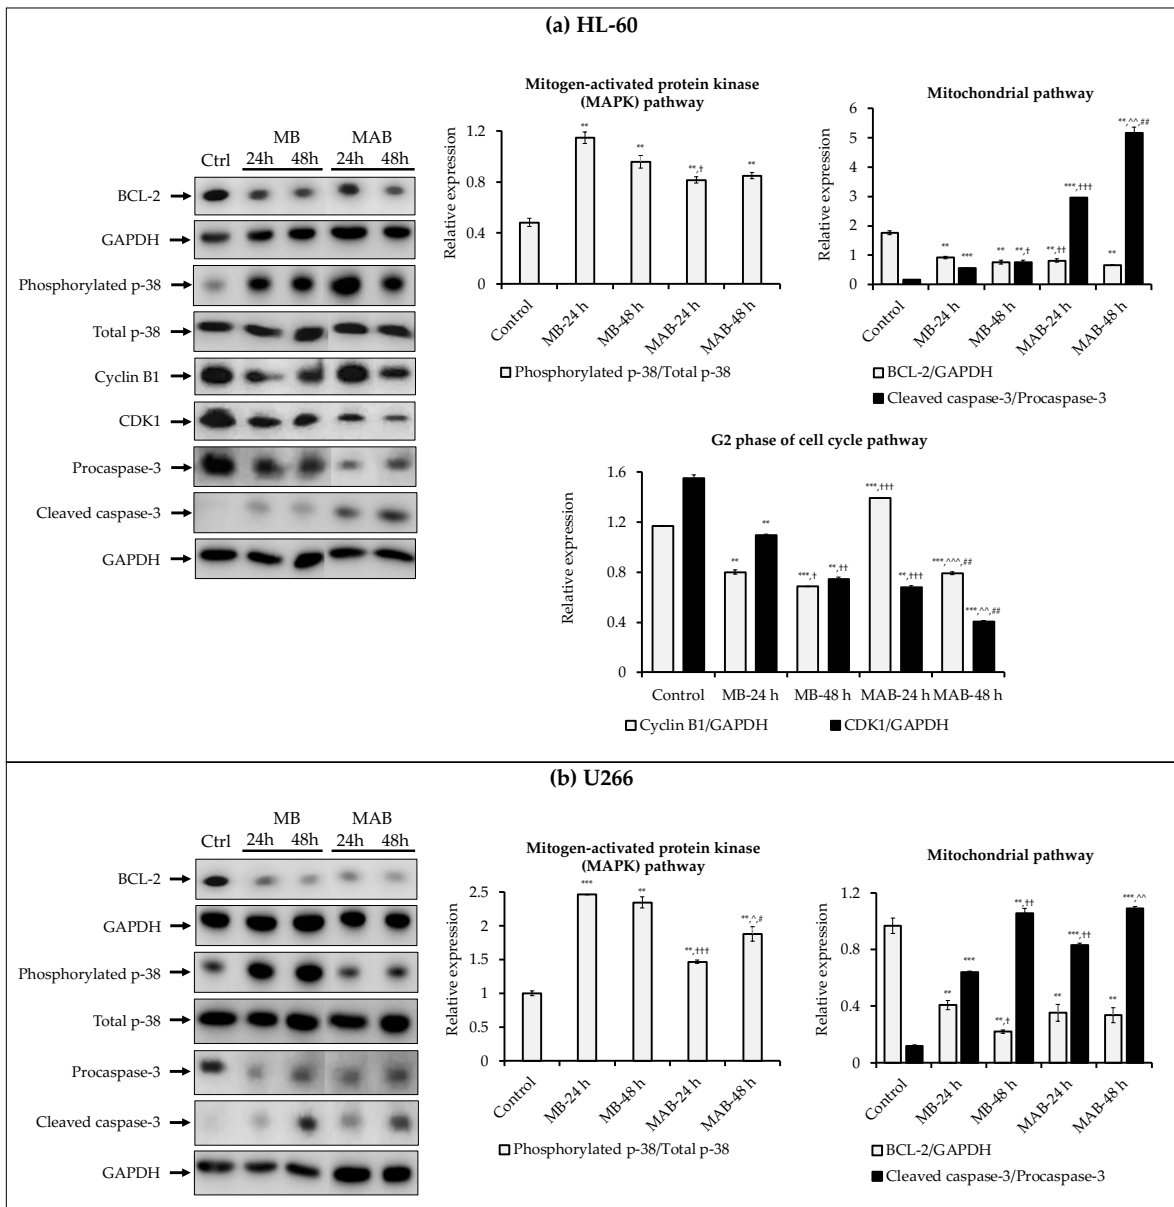 (a) HL-60
MB MAB
Ctrl 24h 48h 24h 48h
BCL-2
GAPDH
Phosphorylated p-38
Total p-38
Cyclin B1
CDK1
Procaspase-3
Cleaved caspase-3
GAPDH
Mitogen-activated protein kinase
(MAPK) pathway
Relative expression
1.2
0.8
0.4
0
** ** **,† **
Control MB-24 h MB-48 h MAB-24 h MAB-48 h
Phosphorylated p-38/Total p-38
Mitochondrial pathway
Relative expression
6
5
4
3
2
1
0
** *** ** **,† **,†† ***,††† ** **,^^,##
Control MB-24 h MB-48 h MAB-24 h MAB-48 h
BCL-2/GAPDH
Cleaved caspase-3/Procaspase-3
G2 phase of cell cycle pathway
Relative expression
1.6
1.2
0.8
0.4
0
** ** ***,† **,†† ***,††† **,††† ***,^^^,## ***,^^,##
Control MB-24 h MB-48 h MAB-24 h MAB-48 h
Cyclin B1/GAPDH CDK1/GAPDH
(b) U266
MB MAB
Ctrl 24h 48h 24h 48h
BCL-2
GAPDH
Phosphorylated p-38
Total p-38
Procaspase-3
Cleaved caspase-3
GAPDH
Mitogen-activated protein kinase
(MAPK) pathway
Relative expression
2.5
2
1.5
1
0.5
0
*** ** **,††† **,^,#
Control MB-24 h MB-48 h MAB-24 h MAB-48 h
Phosphorylated p-38/Total p-38
Mitochondrial pathway
Relative expression
1.2
0.8
0.4
0
** *** **,† **,†† ** ***,†† ** ***,^^
Control MB-24 h MB-48 h MAB-24 h MAB-48 h
BCL-2/GAPDH
Cleaved caspase-3/Procaspase-3